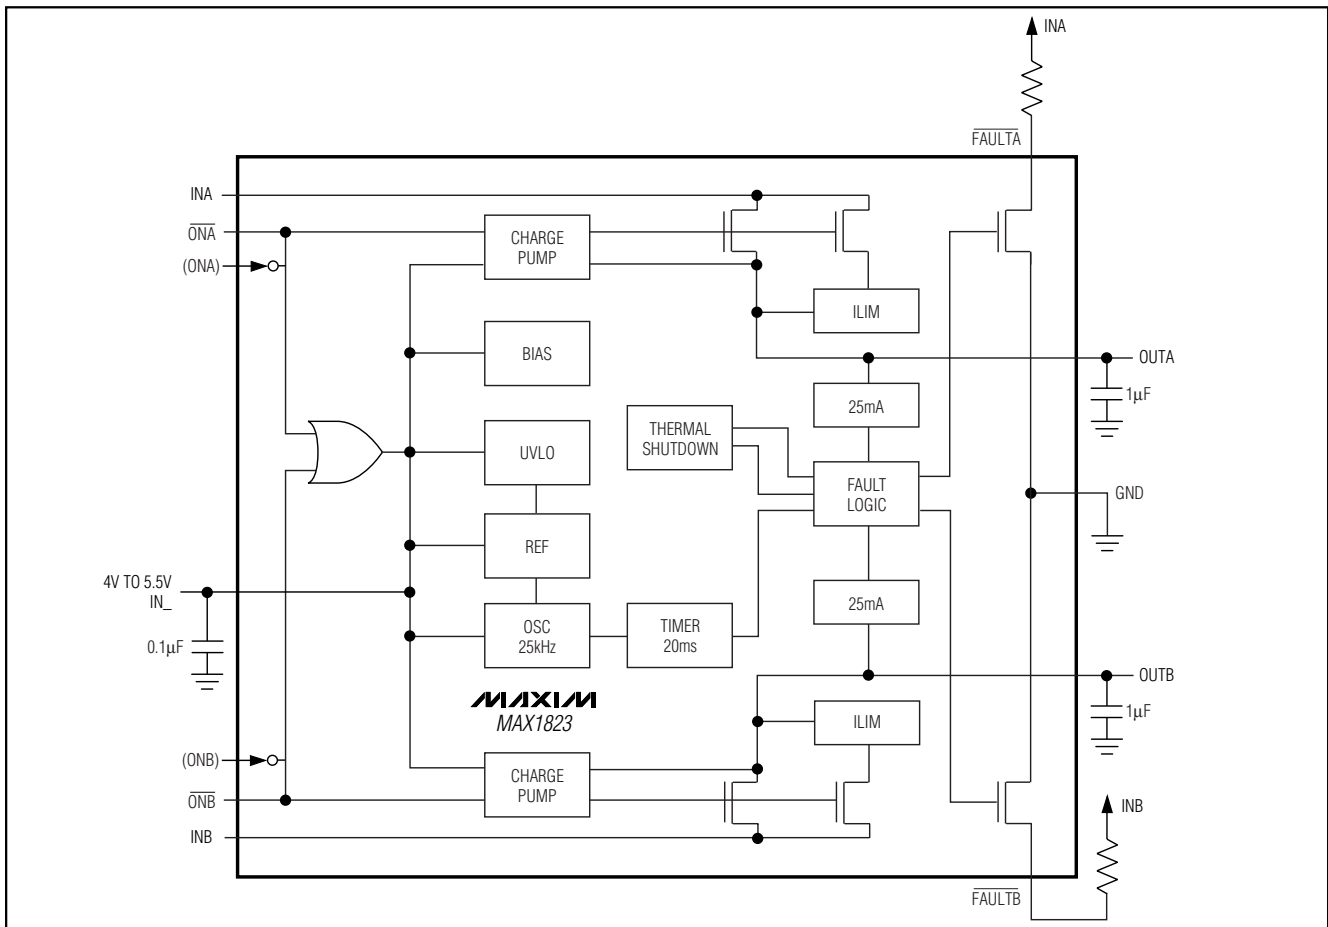 INA
FAULTA
INA
ONA
(ONA)
CHARGE
PUMP
ILIM
BIAS
OUTA
1µF
25mA
THERMAL
SHUTDOWN
UVLO
FAULT
LOGIC
GND
REF
4V TO 5.5V
IN_
25mA
0.1µF
OSC
25kHz
TIMER
20ms
OUTB
MAXIM
MAX1823
ILIM
1µF
(ONB)
CHARGE
PUMP
ONB
INB
INB
FAULTB